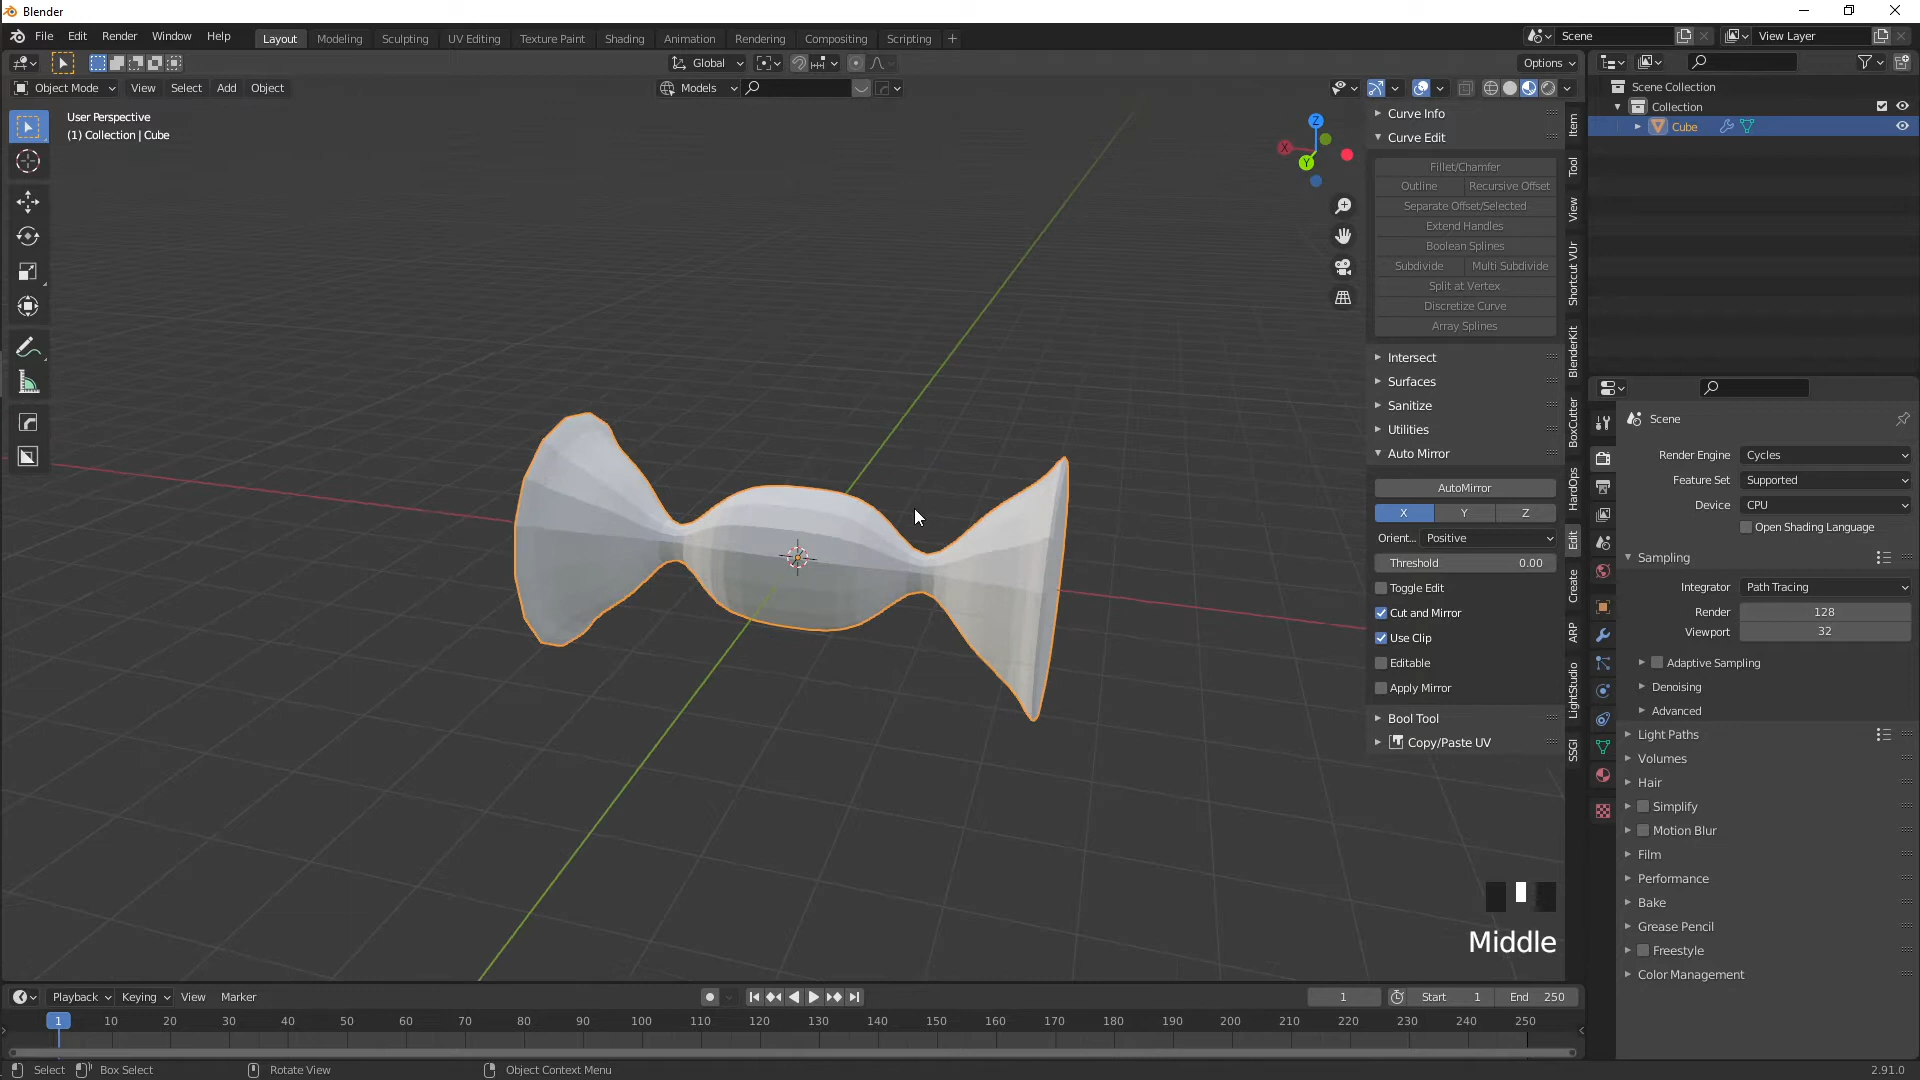 Blender
File Edit Render Window Help
Layout Modeling Sculpting UV Editing Texture Paint Shading Animation Rendering Compositing Scripting +
Scene
View Layer
Global
Options
Object Mode View Select Add Object
Models
User Perspective
(1) Collection | Cube
Z
X
Y
Curve Info
Curve Edit
Fillet/Chamfer
Outline Recursive Offset
Separate Offset/Selected
Extend Handles
Boolean Splines
Subdivide Multi Subdivide
Split at Vertex
Discretize Curve
Array Splines
Intersect
Surfaces
Sanitize
Utilities
Auto Mirror
AutoMirror
X Y Z
Orient... Positive
Threshold 0.00
Toggle Edit
Cut and Mirror
Use Clip
Editable
Apply Mirror
Bool Tool
Copy/Paste UV
Item
Tool
View
Shortcut VUr
BlenderKit
BoxCutter
HardOps
Edit
Create
ARP
LightStudio
SSGI
Scene Collection
Collection
Cube
Scene
Render Engine Cycles
Feature Set Supported
Device CPU
Open Shading Language
Sampling
Integrator Path Tracing
Render 128
Viewport 32
Adaptive Sampling
Denoising
Advanced
Light Paths
Volumes
Hair
Simplify
Motion Blur
Film
Performance
Bake
Grease Pencil
Freestyle
Color Management
Middle
Playback Keying View Marker
1
Start 1
End 250
1 10 20 30 40 50 60 70 80 90 100 110 120 130 140 150 160 170 180 190 200 210 220 230 240 250
Select
Box Select
Rotate View
Object Context Menu
2.91.0